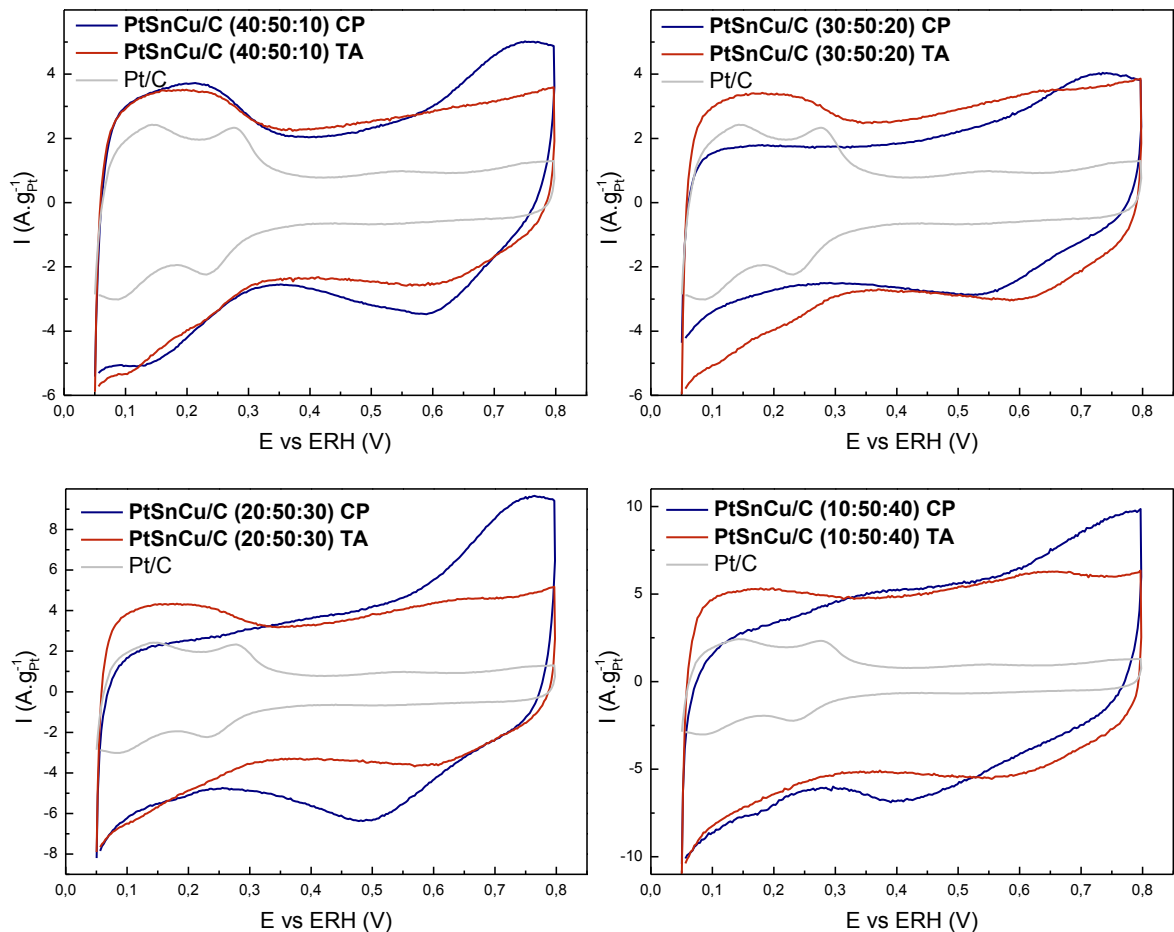 PtSnCu/C (40:50:10) CP
PtSnCu/C (40:50:10) TA
Pt/C
4
2
0
-2
-4
-6
I (A.g⁻¹Pt)
0,0 0,1 0,2 0,3 0,4 0,5 0,6 0,7 0,8
E vs ERH (V)
PtSnCu/C (30:50:20) CP
PtSnCu/C (30:50:20) TA
Pt/C
4
2
0
-2
-4
-6
I (A.g⁻¹Pt)
0,0 0,1 0,2 0,3 0,4 0,5 0,6 0,7 0,8
E vs ERH (V)
PtSnCu/C (20:50:30) CP
PtSnCu/C (20:50:30) TA
Pt/C
8
6
4
2
0
-2
-4
-6
-8
I (A.g⁻¹Pt)
0,0 0,1 0,2 0,3 0,4 0,5 0,6 0,7 0,8
E vs ERH (V)
PtSnCu/C (10:50:40) CP
PtSnCu/C (10:50:40) TA
Pt/C
10
5
0
-5
-10
I (A.g⁻¹Pt)
0,0 0,1 0,2 0,3 0,4 0,5 0,6 0,7 0,8
E vs ERH (V)